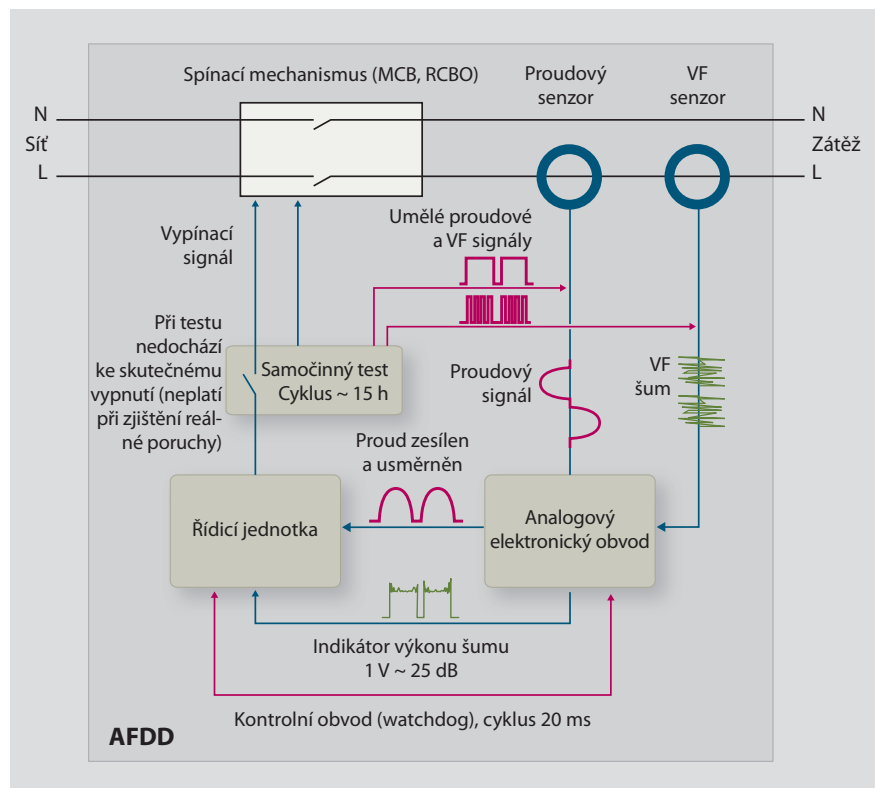 Spínací mechanismus (MCB, RCBO)
Proudový
senzor
VF
senzor
N
N
Síť
Zátěž
L
L
Umělé proudové
a VF signály
Vypínací
signál
Při testu
nedochází
ke skutečnému
vypnutí (neplatí
při zjištění reál-
né poruchy)
Samočinný test
Cyklus ~ 15 h
Proudový
signál
VF
šum
Proud zesílen
a usměrněn
Řídicí jednotka
Analogový
elektronický obvod
Indikátor výkonu šumu
1 V ~ 25 dB
Kontrolní obvod (watchdog), cyklus 20 ms
AFDD